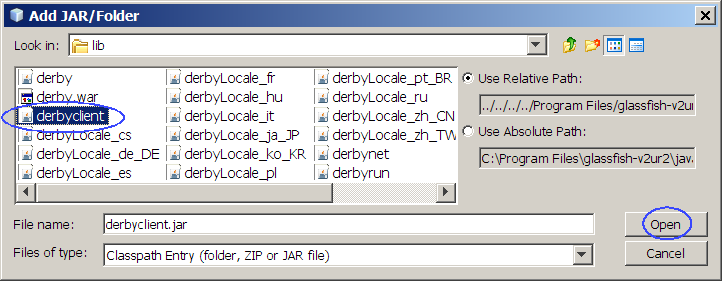 Add JAR/Folder
Look in: lib
derby derbyLocale_fr derbyLocale_pt_BR
derby.war derbyLocale_hu derbyLocale_ru
derbyclient derbyLocale_it derbyLocale_zh_CN
derbyLocale_cs derbyLocale_ja_JP derbyLocale_zh_TW
derbyLocale_de_DE derbyLocale_ko_KR derbynet
derbyLocale_es derbyLocale_pl derbyrun
Use Relative Path:
../../../../Program Files/glassfish-v2ur
Use Absolute Path:
C:\Program Files\glassfish-v2ur2\jav
File name: derbyclient.jar Open
Files of type: Classpath Entry (folder, ZIP or JAR file) Cancel